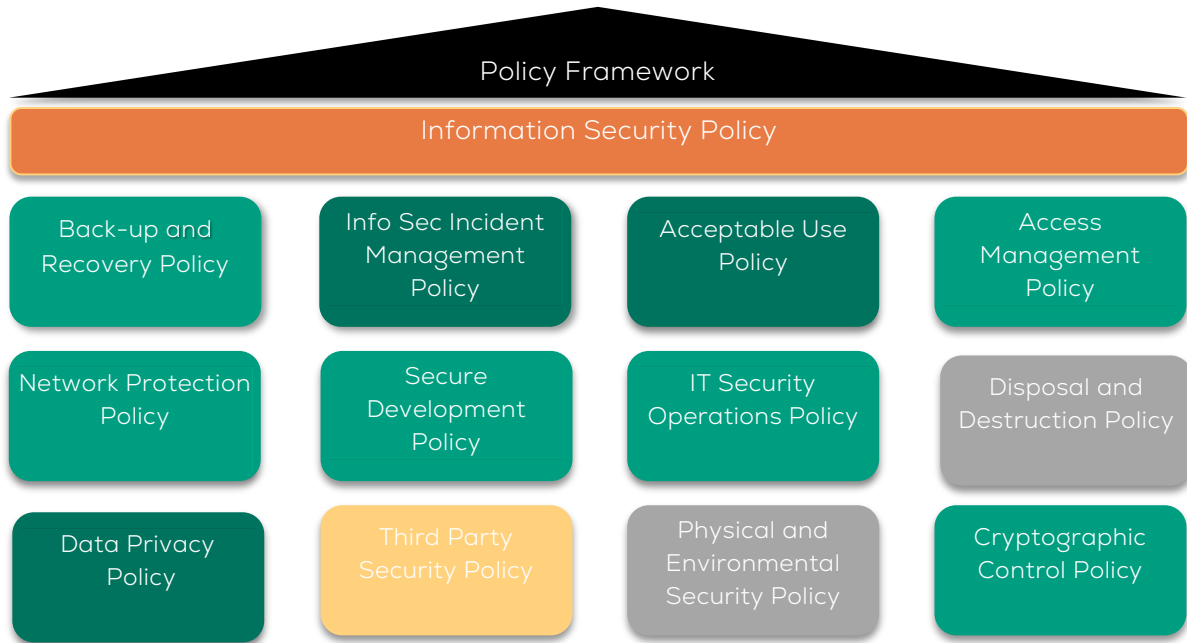 Policy Framework
Information Security Policy
Back-up and
Recovery Policy
Info Sec Incident
Management
Policy
Acceptable Use
Policy
Access
Management
Policy
Network Protection
Policy
Secure
Development
Policy
IT Security
Operations Policy
Disposal and
Destruction Policy
Data Privacy
Policy
Third Party
Security Policy
Physical and
Environmental
Security Policy
Cryptographic
Control Policy